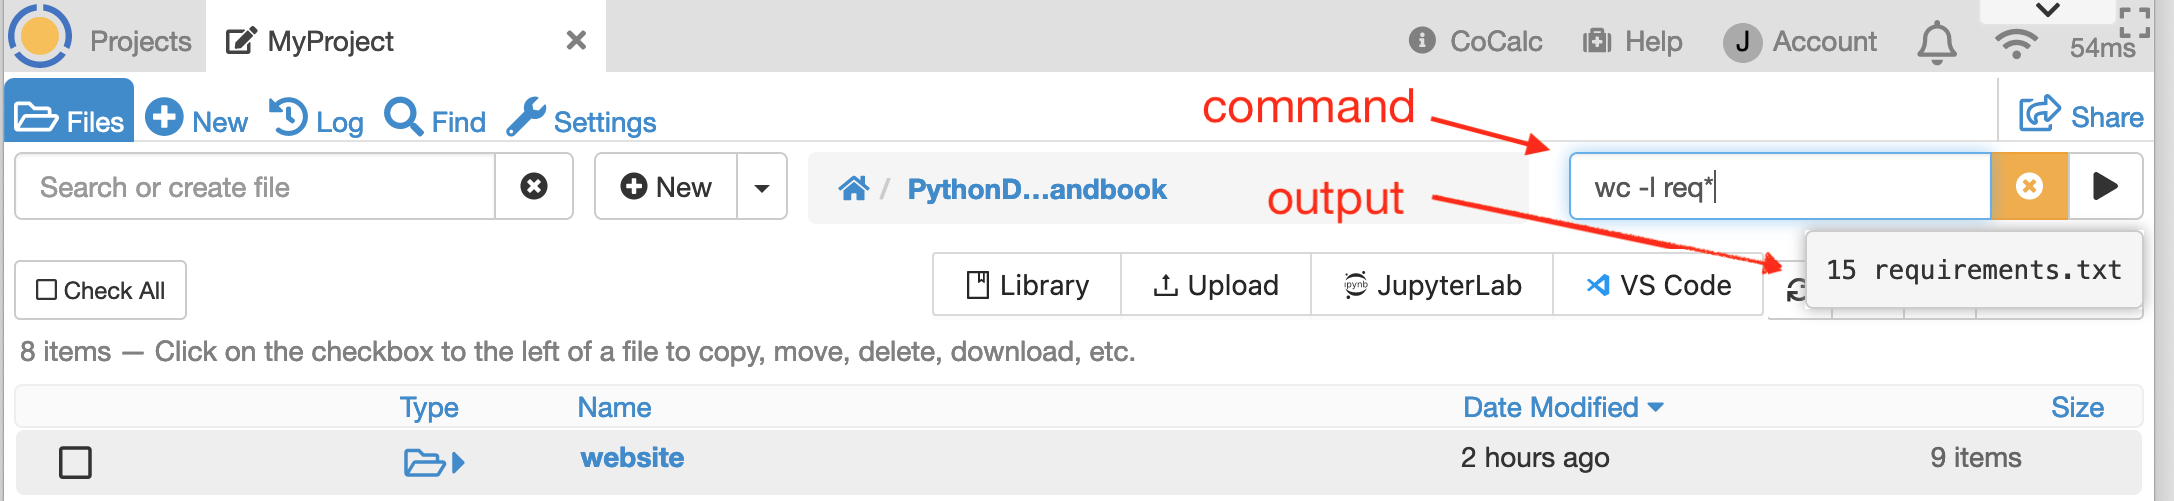 Projects MyProject CoCalc Help J Account 54ms
Files New Log Find Settings Share
command
Search or create file New / PythonD...andbook wc -l req*
output
Check All Library Upload ipynb JupyterLab VS Code 15 requirements.txt
8 items — Click on the checkbox to the left of a file to copy, move, delete, download, etc.
Type Name Date Modified Size
website 2 hours ago 9 items